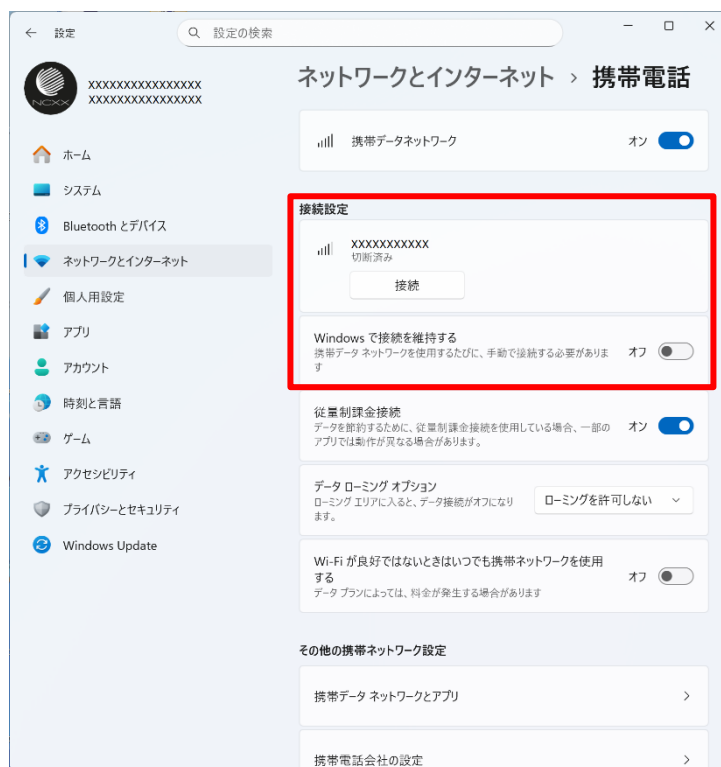 設定
設定の検索
NCXX
xxxxxxxxxxxxxxxx
xxxxxxxxxxxxxxxx
ホーム
システム
Bluetooth とデバイス
ネットワークとインターネット
個人用設定
アプリ
アカウント
時刻と言語
ゲーム
アクセシビリティ
プライバシーとセキュリティ
Windows Update
ネットワークとインターネット › 携帯電話
携帯データネットワーク
オン
接続設定
XXXXXXXXXXX
切断済み
接続
Windows で接続を維持する
携帯データ ネットワークを使用するたびに、手動で接続する必要がありま
す
オフ
従量制課金接続
データを節約するために、従量制課金接続を使用している場合、一部の
アプリでは動作が異なる場合があります。
オン
データ ローミング オプション
ローミング エリアに入ると、データ接続がオフになり
ます。
ローミングを許可しない
Wi-Fi が良好ではないときはいつでも携帯ネットワークを使用
する
データ プランによっては、料金が発生する場合があります
オフ
その他の携帯ネットワーク設定
携帯データ ネットワークとアプリ
携帯電話会社の設定